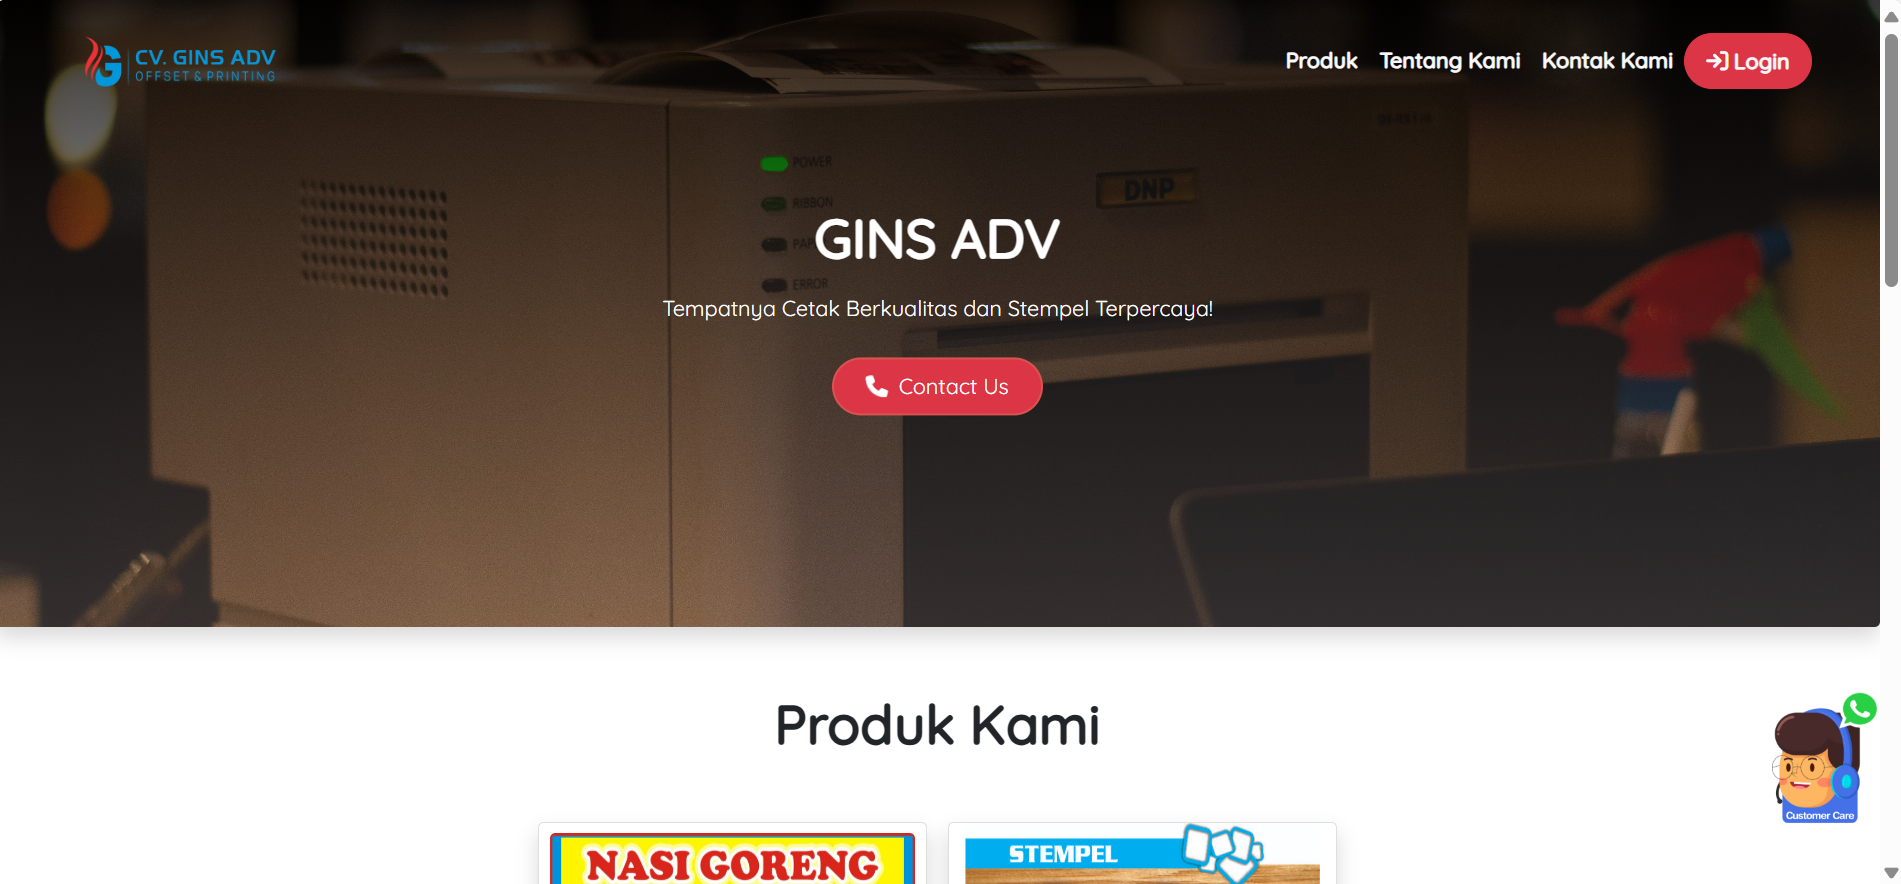 CV. GINS ADV
OFFSET & PRINTING
Produk
Tentang Kami
Kontak Kami
Login
POWER
RIBBON
DNP
ERROR
GINS ADV
Tempatnya Cetak Berkualitas dan Stempel Terpercaya!
Contact Us
Produk Kami
Customer Care
NASI GORENG
STEMPEL